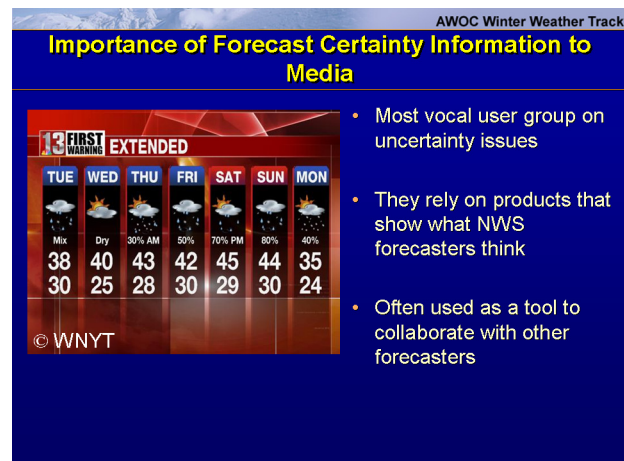 AWOC Winter Weather Track
Importance of Forecast Certainty Information to
Media
13 FIRST
WARNING EXTENDED
TUE WED THU FRI SAT SUN MON
Mix Dry 30% AM 50% 70% PM 80% 40%
38 40 43 42 45 44 35
30 25 28 30 29 30 24
© WNYT
• Most vocal user group on
uncertainty issues
• They rely on products that
show what NWS
forecasters think
• Often used as a tool to
collaborate with other
forecasters